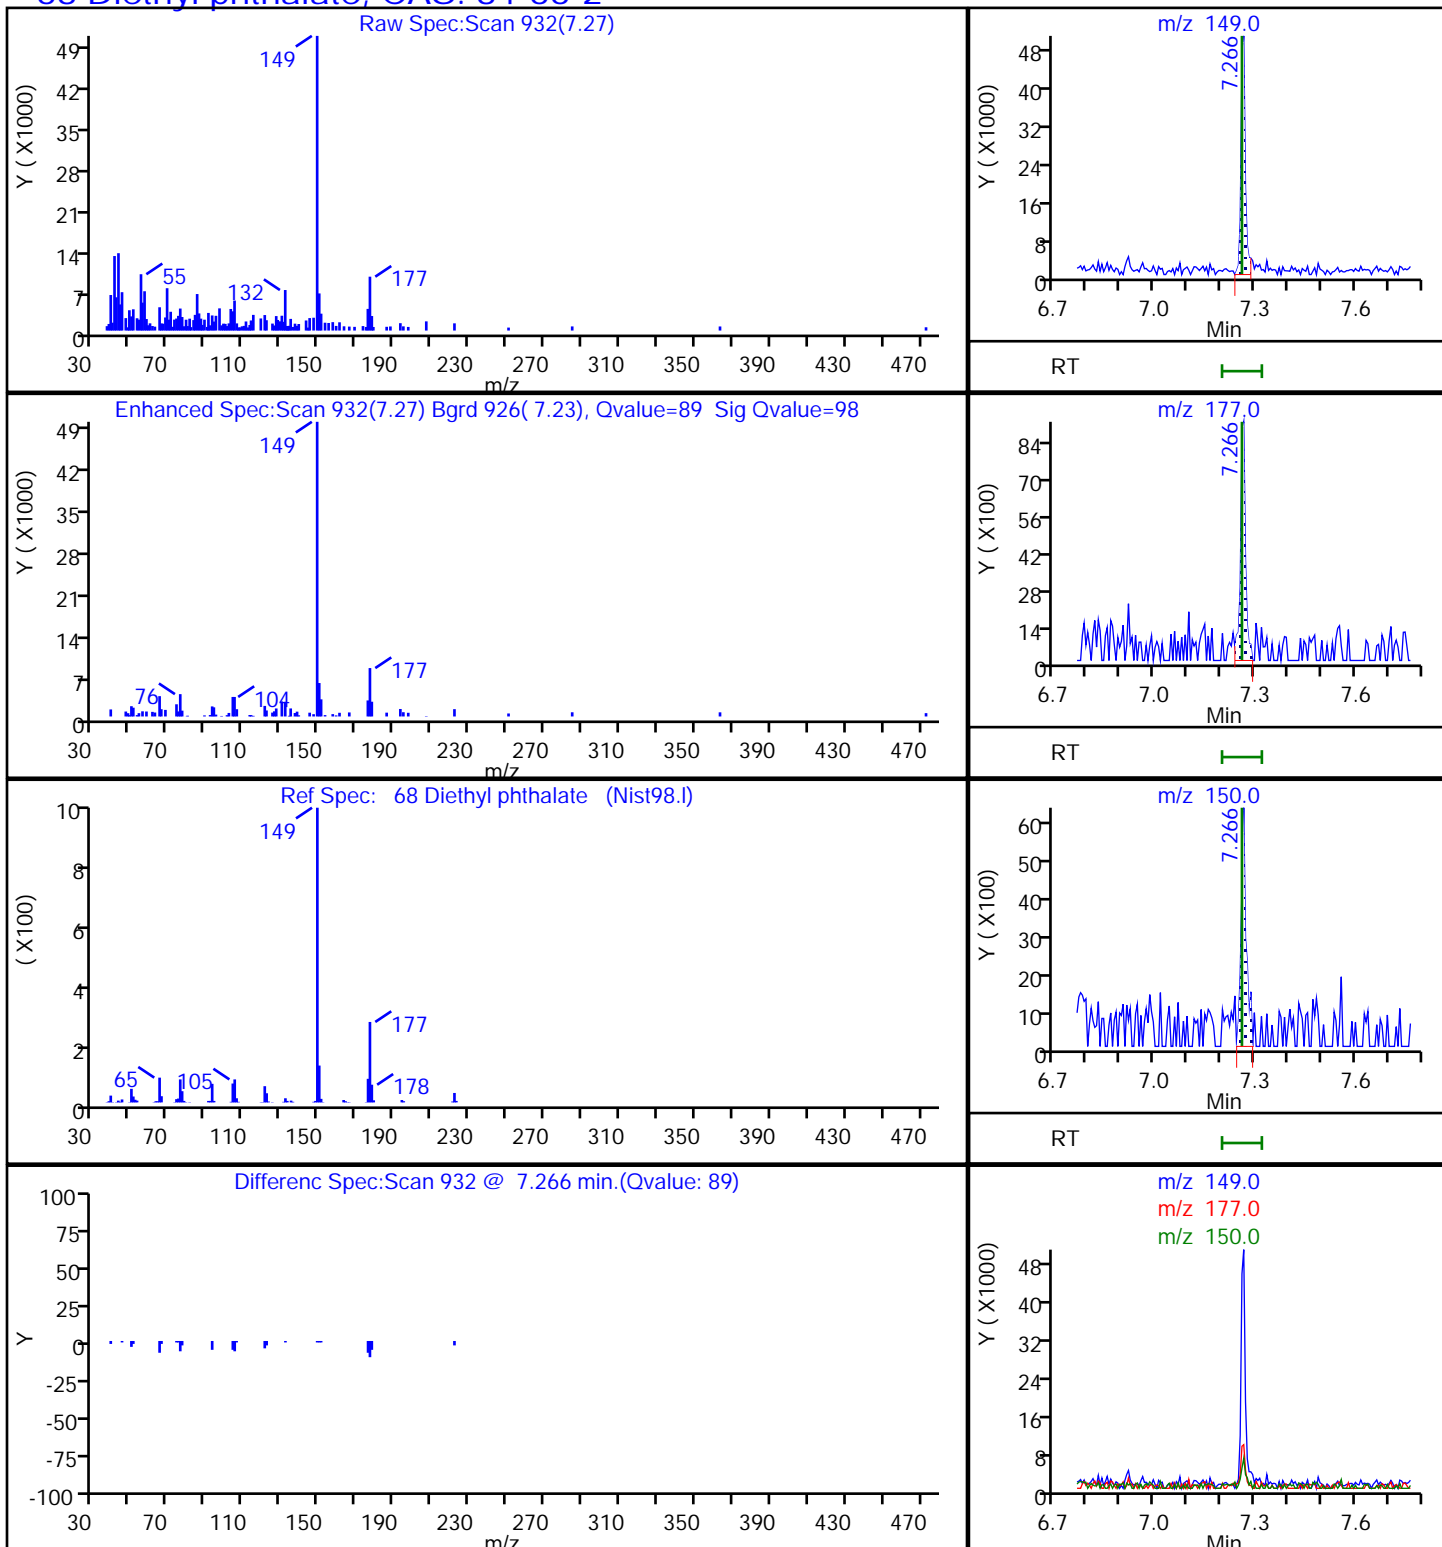 68 Diethyl phthalate, CAS: 84-66-2
Raw Spec:Scan 932(7.27)
Y ( X1000)
49
42
35
28
21
14
7
0
149
55
132
177
30 70 110 150 190 230 270 310 350 390 430 470
m/z
m/z 149.0
Y ( X1000)
48
40
32
24
16
8
0
7.266
6.7 7.0 7.3 7.6
Min
RT
Enhanced Spec:Scan 932(7.27) Bgrd 926( 7.23), Qvalue=89 Sig Qvalue=98
Y ( X1000)
49
42
35
28
21
14
7
0
149
76
104
177
30 70 110 150 190 230 270 310 350 390 430 470
m/z
m/z 177.0
Y ( X100)
84
70
56
42
28
14
0
7.266
6.7 7.0 7.3 7.6
Min
RT
Ref Spec: 68 Diethyl phthalate (Nist98.l)
( X100)
10
8
6
4
2
0
149
177
65
105
178
30 70 110 150 190 230 270 310 350 390 430 470
m/z 150.0
Y ( X100)
60
50
40
30
20
10
0
7.266
6.7 7.0 7.3 7.6
Min
RT
Differenc Spec:Scan 932 @ 7.266 min.(Qvalue: 89)
Y
100
75
50
25
0
-25
-50
-75
-100
30 70 110 150 190 230 270 310 350 390 430 470
m/z
m/z 149.0
m/z 177.0
m/z 150.0
Y ( X1000)
48
40
32
24
16
8
0
6.7 7.0 7.3 7.6
Min